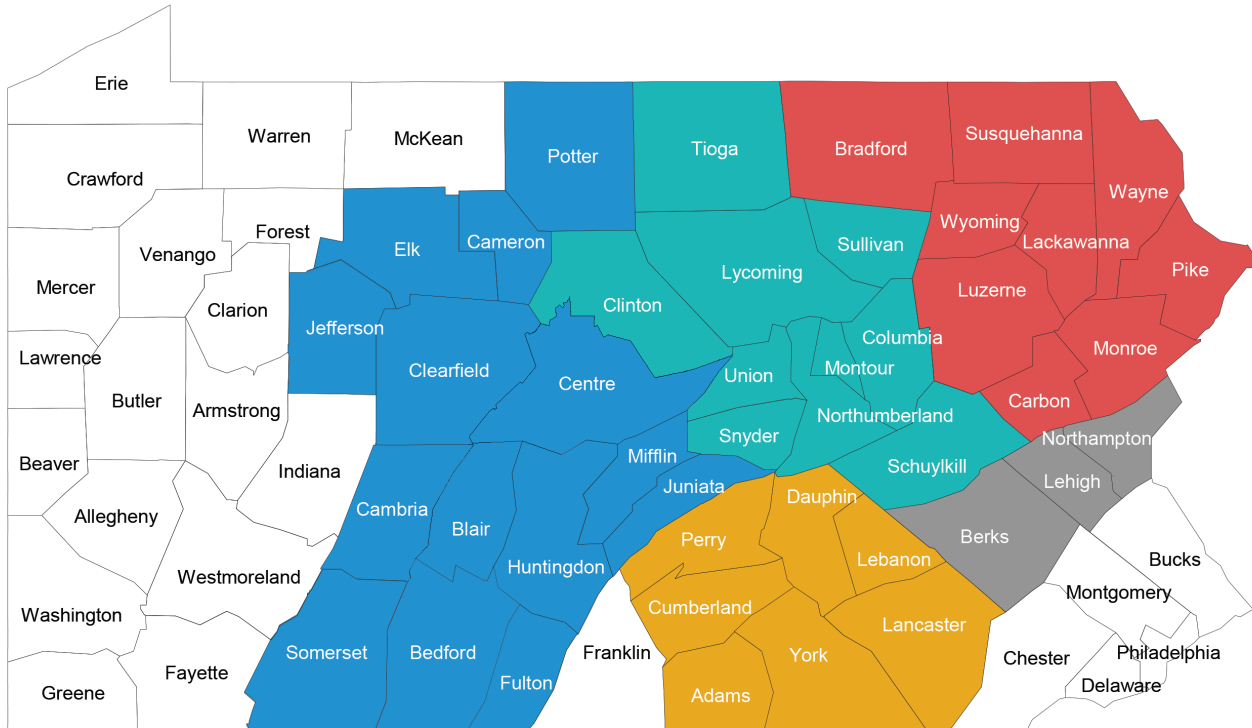 Erie
Warren
McKean
Potter
Tioga
Bradford
Susquehanna
Crawford
Wayne
Forest
Venango
Elk
Cameron
Sullivan
Wyoming
Lackawanna
Lycoming
Pike
Mercer
Clarion
Clinton
Luzerne
Jefferson
Columbia
Monroe
Lawrence
Clearfield
Centre
Union
Montour
Butler
Armstrong
Carbon
Northumberland
Snyder
Northampton
Beaver
Indiana
Mifflin
Schuylkill
Lehigh
Juniata
Dauphin
Allegheny
Cambria
Blair
Perry
Berks
Lebanon
Bucks
Huntingdon
Westmoreland
Montgomery
Cumberland
Washington
Lancaster
Somerset
Bedford
Franklin
York
Chester
Philadelphia
Fayette
Fulton
Delaware
Greene
Adams